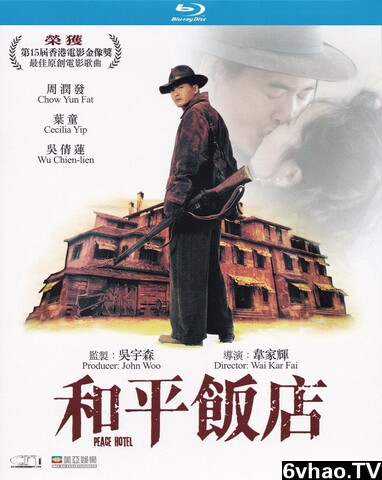 Blu-ray Disc
榮獲
第15屆香港電影金像獎
最佳原創電影歌曲
周潤發
Chow Yun Fat
葉童
Cecilia Yip
吳倩蓮
Wu Chien-lien
監製：吳宇森
Producer: John Woo
導演：韋家輝
Director: Wai Kar Fai
和平飯店
PEACE HOTEL
美亞娛樂
6vhao.TV